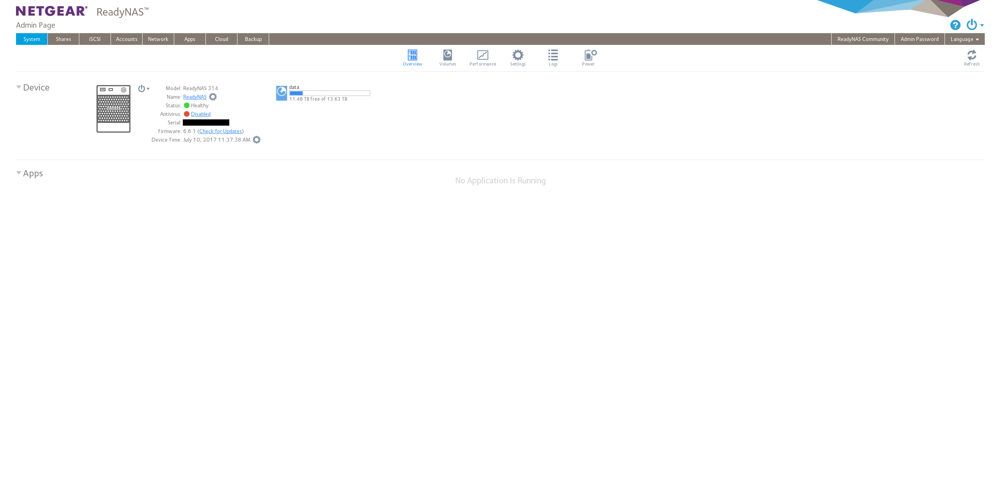 NETGEAR® ReadyNAS™
Admin Page
System Shares iSCSI Accounts Network Apps Cloud Backup ReadyNAS Community Admin Password Language
Overview Volumes Performance Settings Logs Power Refresh
Device
NETGEAR
Model: ReadyNAS 314
Name: ReadyNAS
Status: Healthy
Antivirus: Disabled
Serial:
Firmware: 6.6.1 (Check for Updates)
Device Time: July 10, 2017 11:37:38 AM
data
11.48 TB free of 13.63 TB
Apps
No Application Is Running